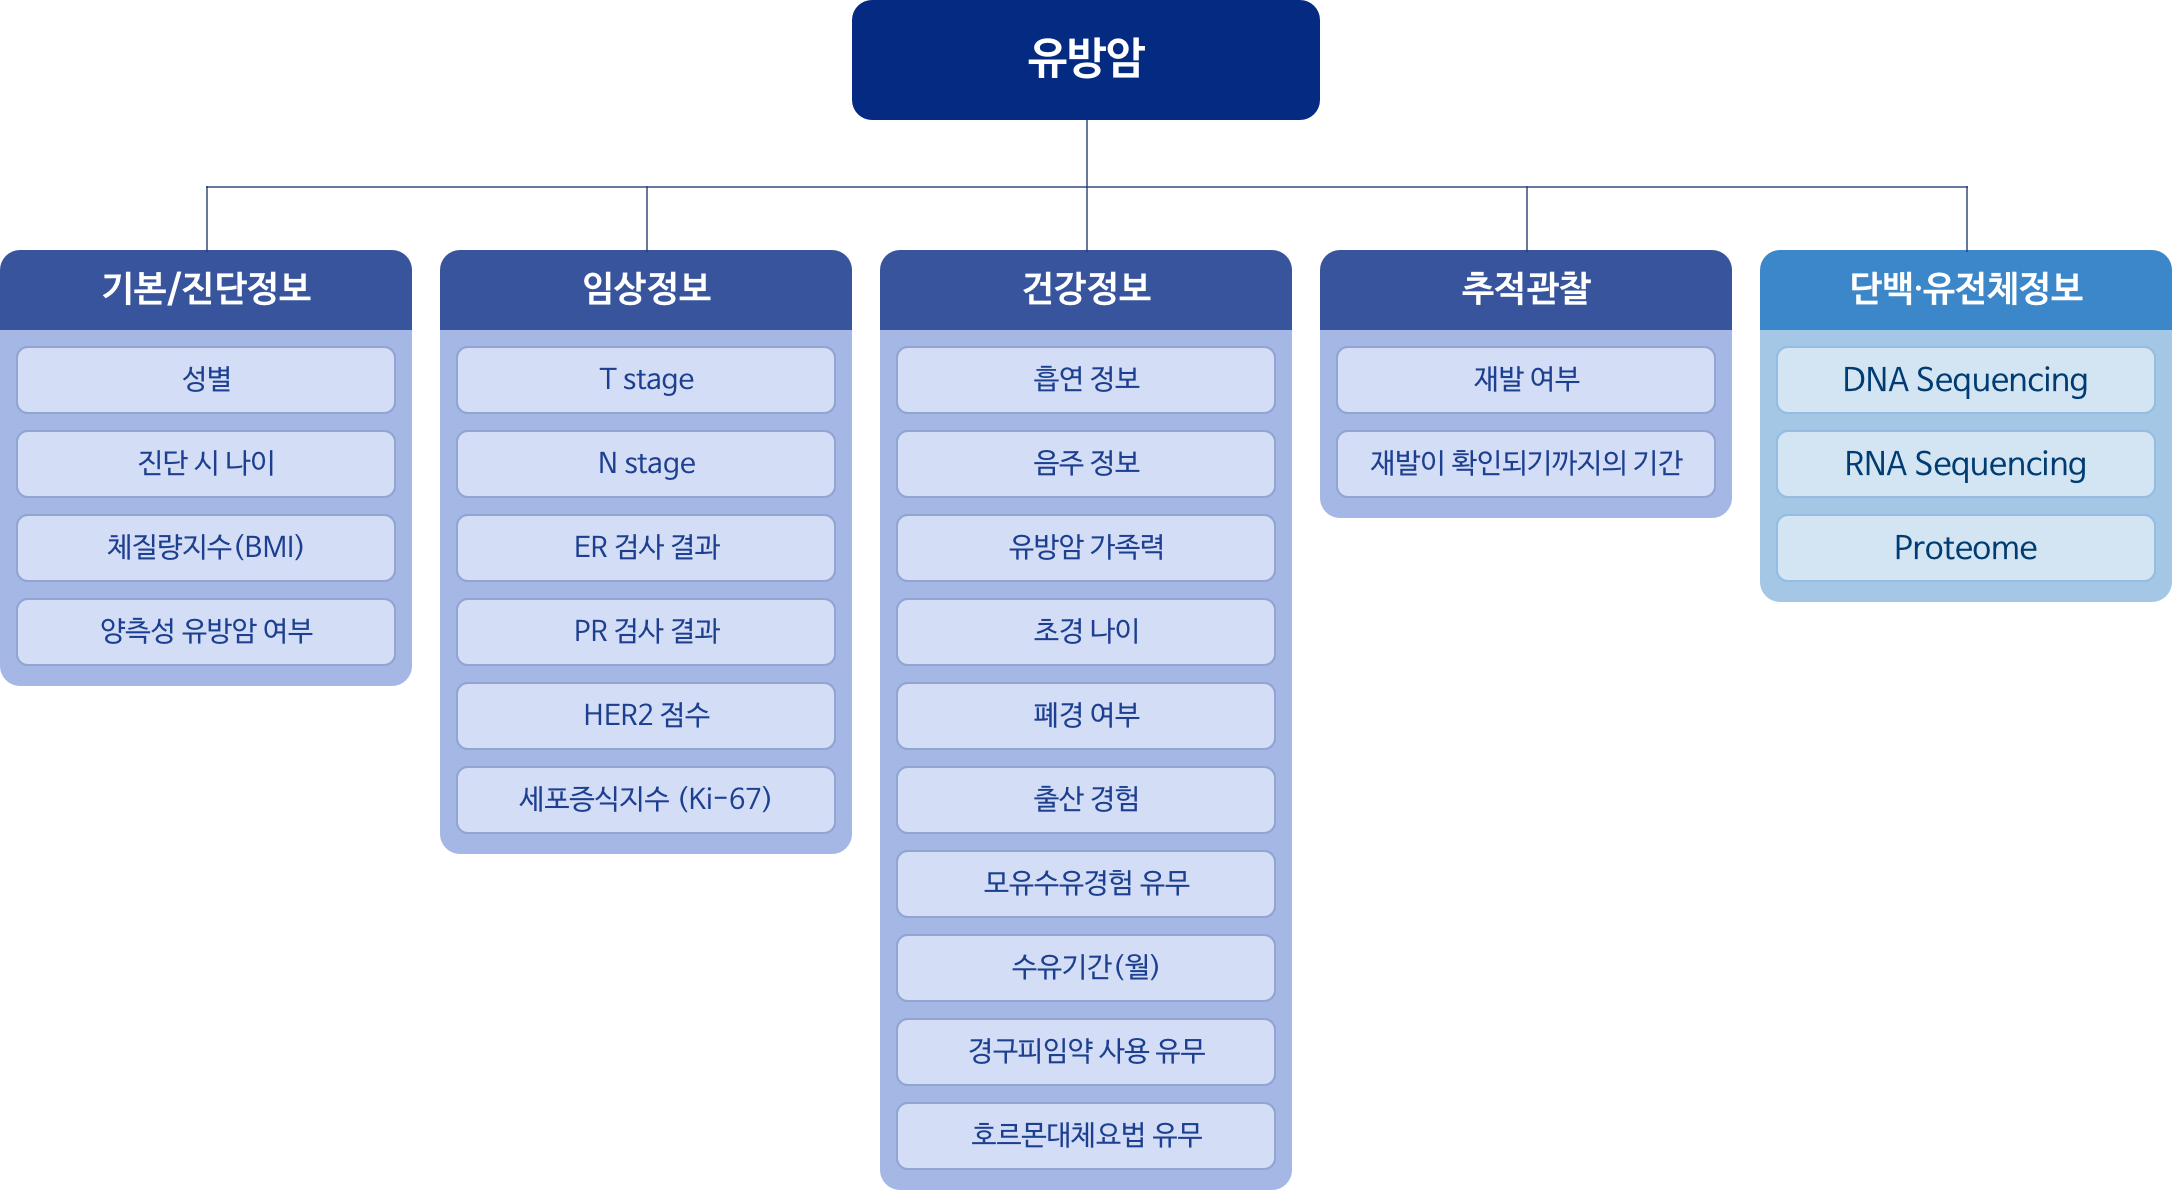 유방암
기본/진단정보
성별
진단 시 나이
체질량지수(BMI)
양측성 유방암 여부
임상정보
T stage
N stage
ER 검사 결과
PR 검사 결과
HER2 점수
세포증식지수 (Ki-67)
건강정보
흡연 정보
음주 정보
유방암 가족력
초경 나이
폐경 여부
출산 경험
모유수유경험 유무
수유기간(월)
경구피임약 사용 유무
호르몬대체요법 유무
추적관찰
재발 여부
재발이 확인되기까지의 기간
단백·유전체정보
DNA Sequencing
RNA Sequencing
Proteome